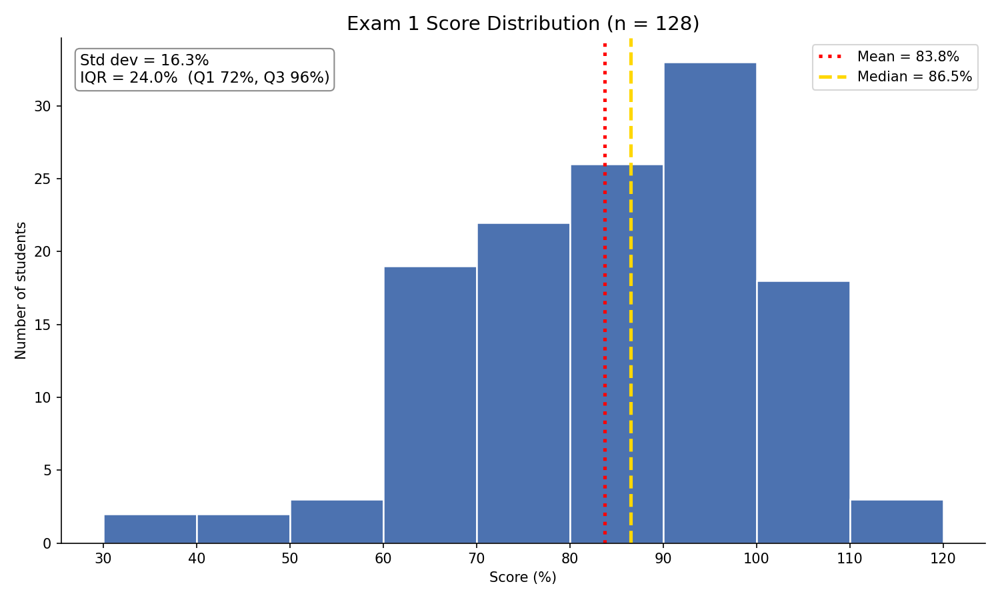 Exam 1 Score Distribution (n = 128)
Std dev = 16.3%
IQR = 24.0%  (Q1 72%, Q3 96%)
Mean = 83.8%
Median = 86.5%
Number of students
30
25
20
15
10
5
0
30 40 50 60 70 80 90 100 110 120
Score (%)